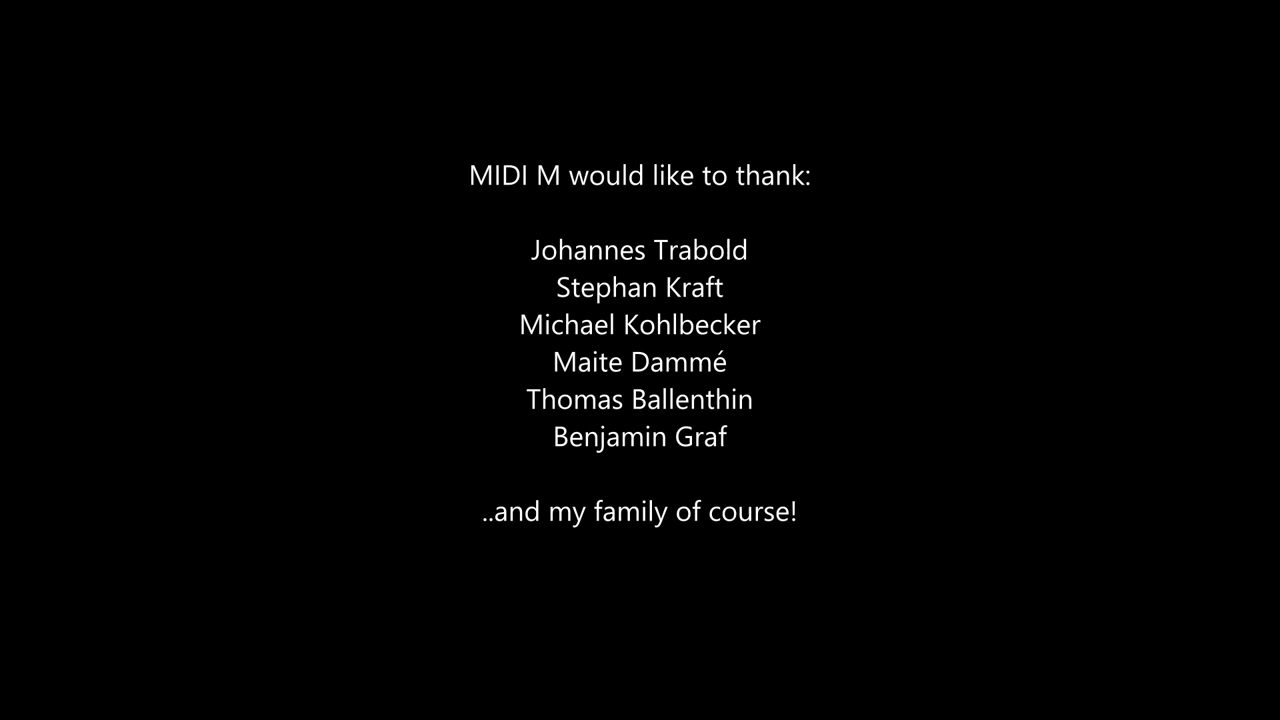 MIDI M would like to thank:
Johannes Trabold
Stephan Kraft
Michael Kohlbecker
Maite Dammé
Thomas Ballenthin
Benjamin Graf
..and my family of course!